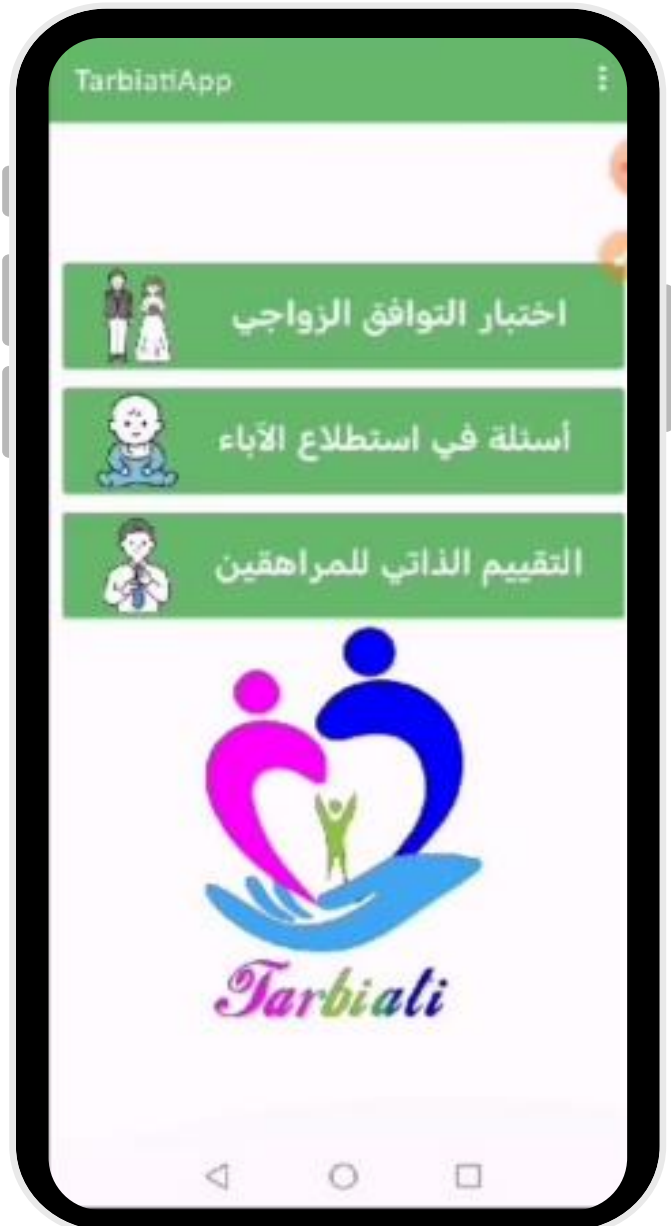 TarbiatiApp
اختبار التوافق الزواجي
أسئلة في استطلاع الآباء
التقييم الذاتي للمراهقين
Tarbiati